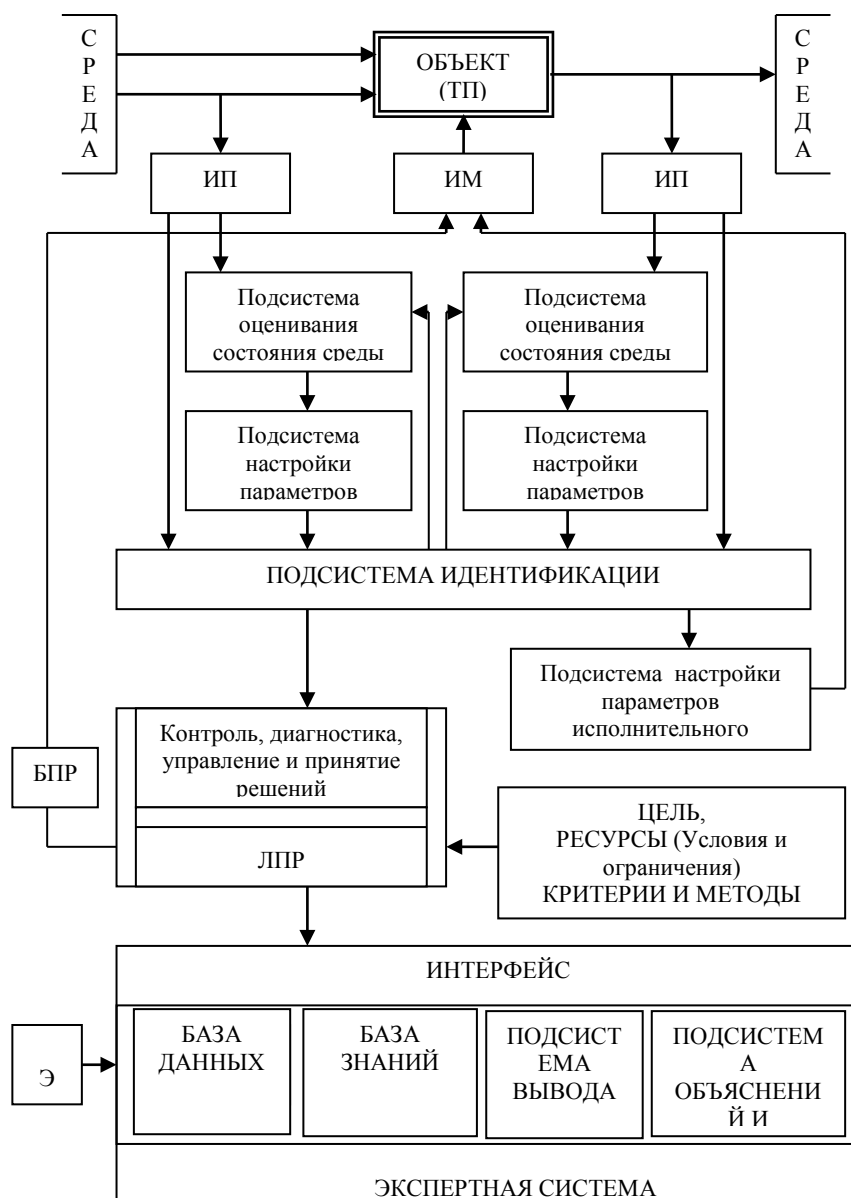 С
Р
Е
Д
А
ОБЪЕКТ
(ТП)
С
Р
Е
Д
А
ИП
ИМ
ИП
Подсистема
оценивания
состояния среды
Подсистема
оценивания
состояния среды
Подсистема
настройки
параметров
Подсистема
настройки
параметров
ПОДСИСТЕМА ИДЕНТИФИКАЦИИ
Подсистема настройки
параметров
исполнительного
Контроль, диагностика,
управление и принятие
решений
БПР
ЛПР
ЦЕЛЬ,
РЕСУРСЫ (Условия и
ограничения)
КРИТЕРИИ И МЕТОДЫ
ИНТЕРФЕЙС
Э
БАЗА
ДАННЫХ
БАЗА
ЗНАНИЙ
ПОДСИСТ
ЕМА
ВЫВОДА
ПОДСИСТЕМ
А
ОБЪЯСНЕНИ
Й И
ЭКСПЕРТНАЯ СИСТЕМА